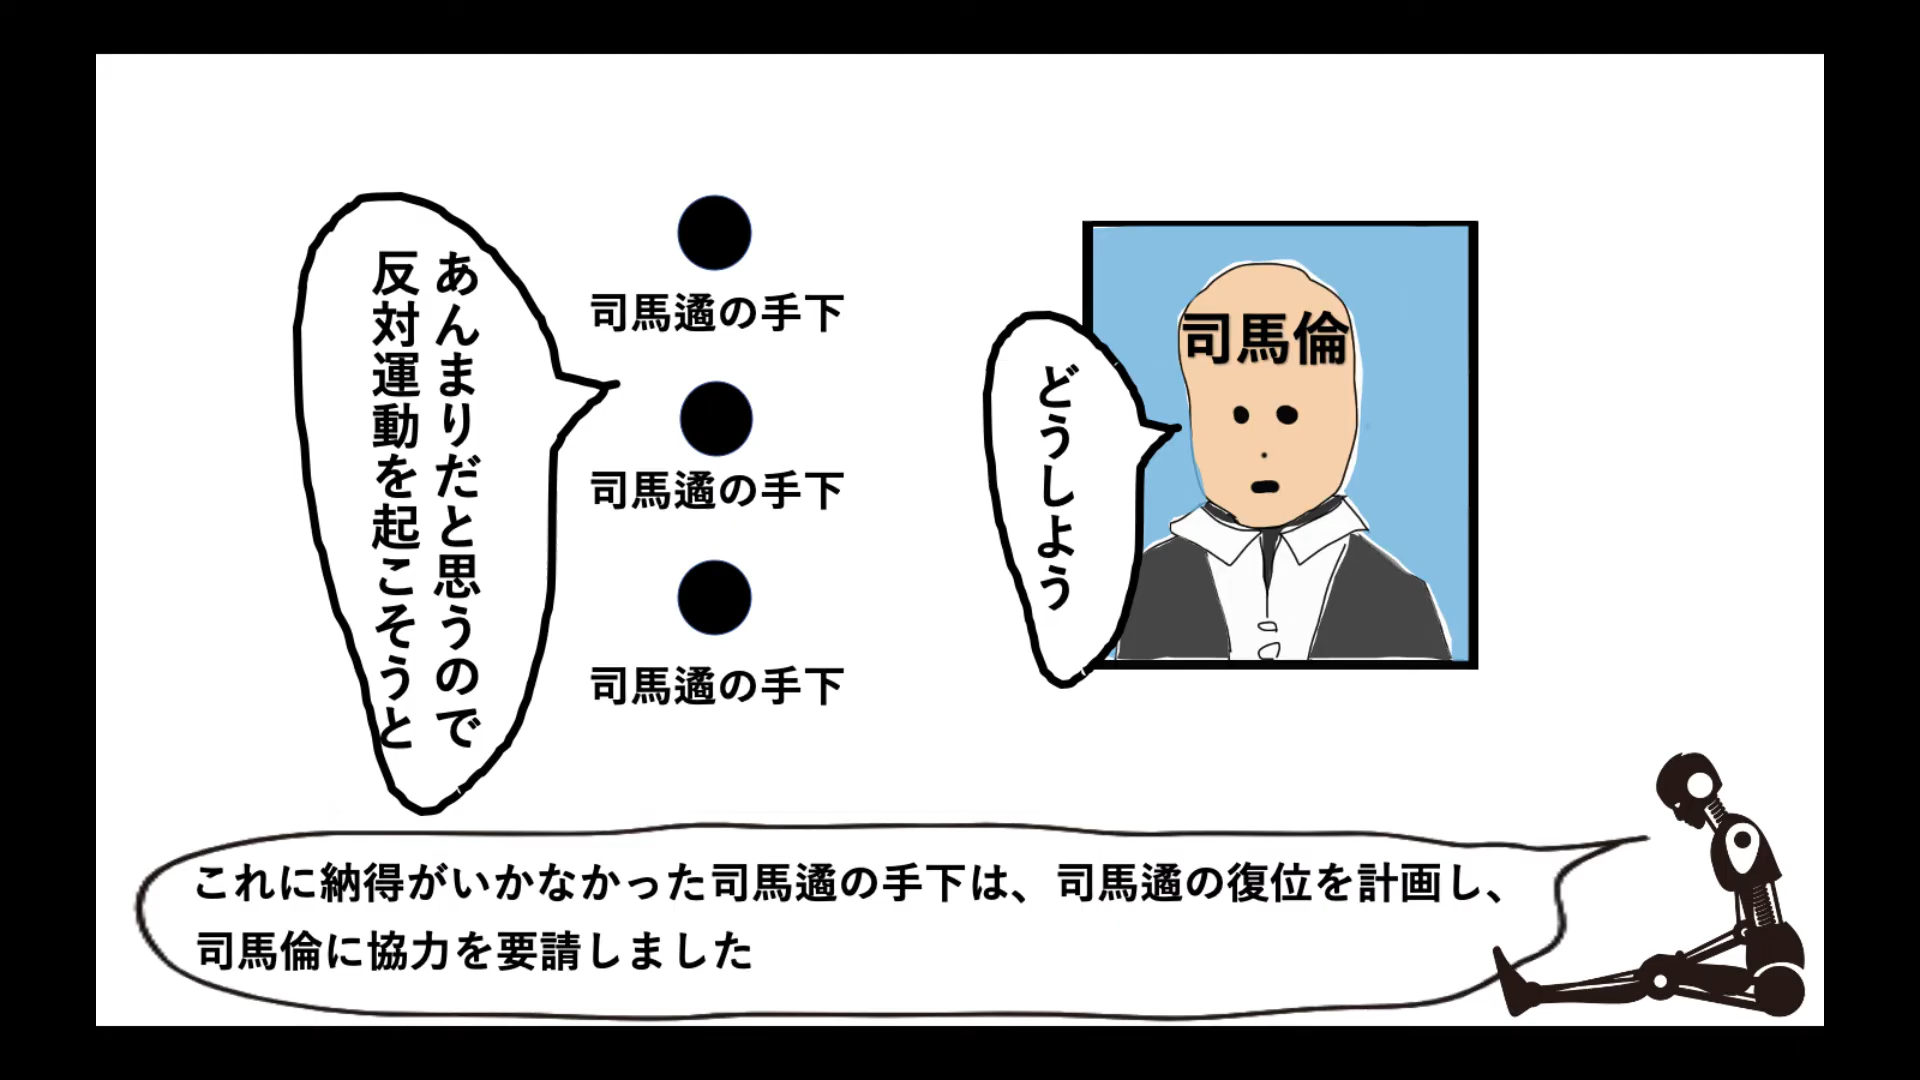 あんまりだと思うので
反対運動を起こそうと
司馬遹の手下
司馬遹の手下
司馬遹の手下
どうしよう
司馬倫
これに納得がいかなかった司馬遹の手下は、司馬遹の復位を計画し、
司馬倫に協力を要請しました